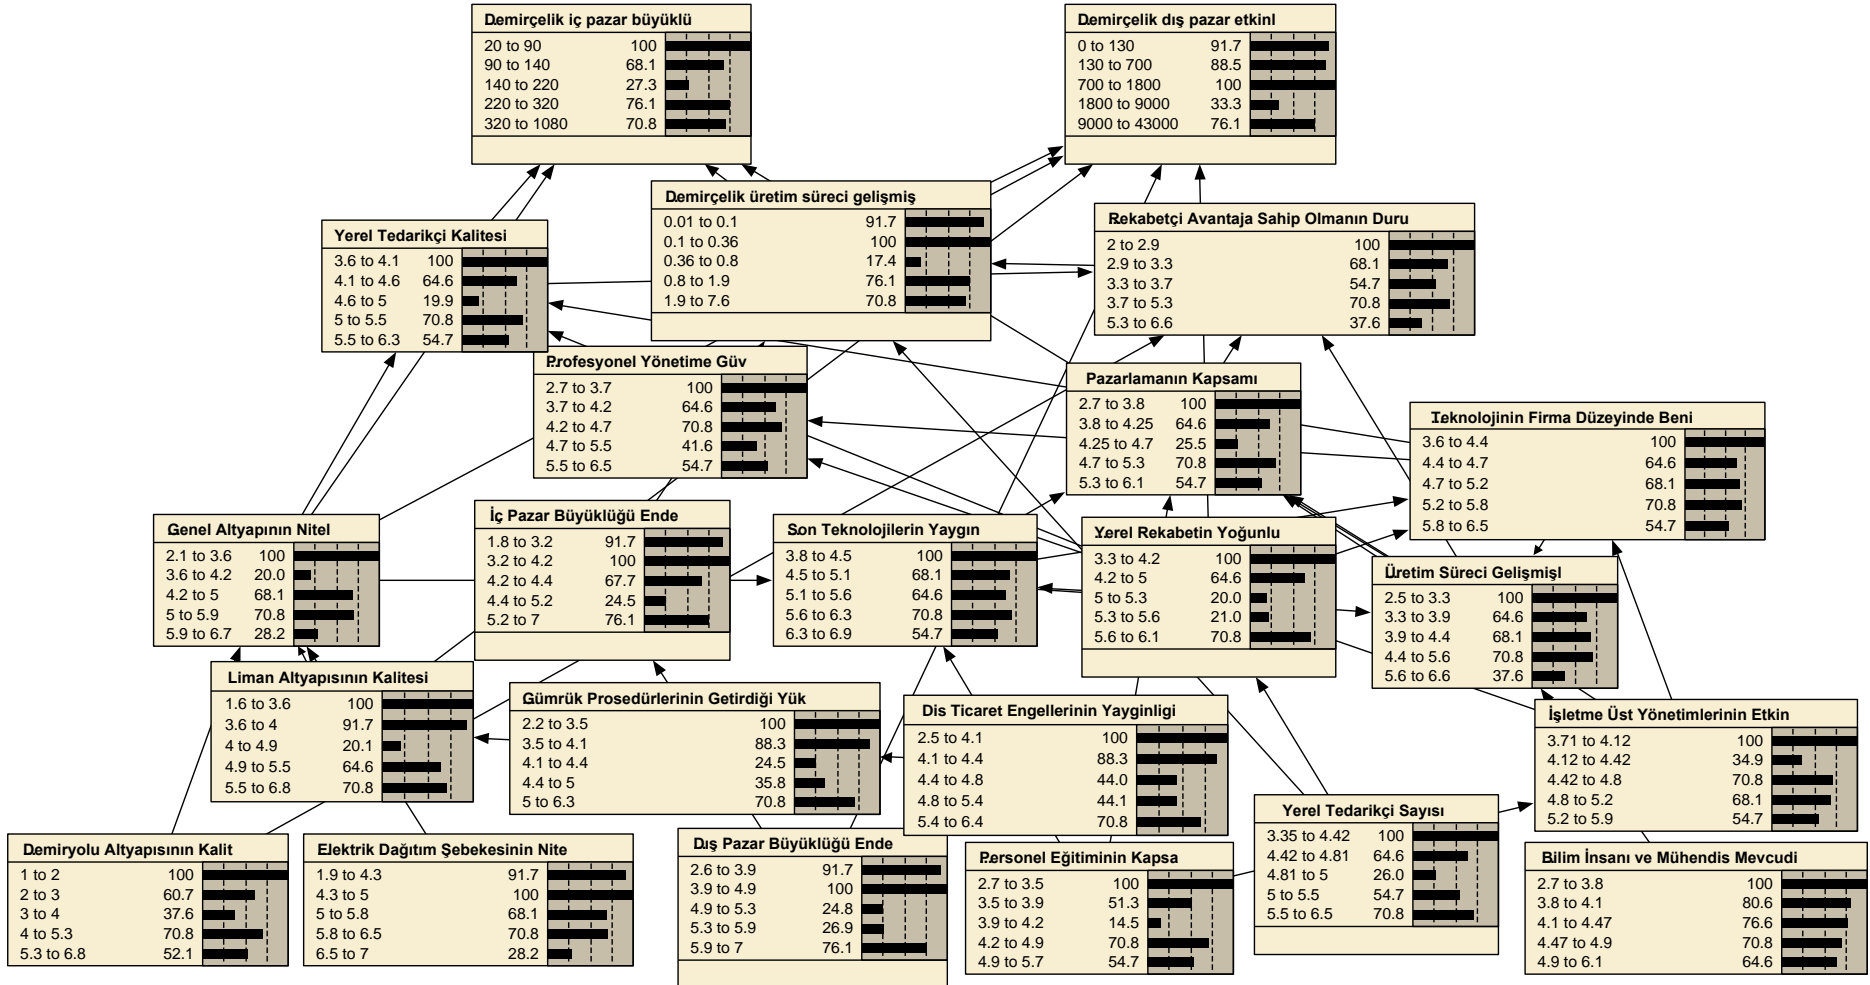 Demirçelik iç pazar büyüklü
20 to 90 100
90 to 140 68.1
140 to 220 27.3
220 to 320 76.1
320 to 1080 70.8
Demirçelik dış pazar etkinl
0 to 130 91.7
130 to 700 88.5
700 to 1800 100
1800 to 9000 33.3
9000 to 43000 76.1
Demirçelik üretim süreci gelişmiş
0.01 to 0.1 91.7
0.1 to 0.36 100
0.36 to 0.8 17.4
0.8 to 1.9 76.1
1.9 to 7.6 70.8
Rekabetçi Avantaja Sahip Olmanın Duru
2 to 2.9 100
2.9 to 3.3 68.1
3.3 to 3.7 54.7
3.7 to 5.3 70.8
5.3 to 6.6 37.6
Yerel Tedarikçi Kalitesi
3.6 to 4.1 100
4.1 to 4.6 64.6
4.6 to 5 19.9
5 to 5.5 70.8
5.5 to 6.3 54.7
Profesyonel Yönetime Güv
2.7 to 3.7 100
3.7 to 4.2 64.6
4.2 to 4.7 70.8
4.7 to 5.5 41.6
5.5 to 6.5 54.7
Pazarlamanın Kapsamı
2.7 to 3.8 100
3.8 to 4.25 64.6
4.25 to 4.7 25.5
4.7 to 5.3 70.8
5.3 to 6.1 54.7
Teknolojinin Firma Düzeyinde Beni
3.6 to 4.4 100
4.4 to 4.7 64.6
4.7 to 5.2 68.1
5.2 to 5.8 70.8
5.8 to 6.5 54.7
Genel Altyapının Nitel
2.1 to 3.6 100
3.6 to 4.2 20.0
4.2 to 5 68.1
5 to 5.9 70.8
5.9 to 6.7 28.2
İç Pazar Büyüklüğü Ende
1.8 to 3.2 91.7
3.2 to 4.2 100
4.2 to 4.4 67.7
4.4 to 5.2 24.5
5.2 to 7 76.1
Son Teknolojilerin Yaygın
3.8 to 4.5 100
4.5 to 5.1 68.1
5.1 to 5.6 64.6
5.6 to 6.3 70.8
6.3 to 6.9 54.7
Yerel Rekabetin Yoğunlu
3.3 to 4.2 100
4.2 to 5 64.6
5 to 5.3 20.0
5.3 to 5.6 21.0
5.6 to 6.1 70.8
Üretim Süreci Gelişmişl
2.5 to 3.3 100
3.3 to 3.9 64.6
3.9 to 4.4 68.1
4.4 to 5.6 70.8
5.6 to 6.6 37.6
Liman Altyapısının Kalitesi
1.6 to 3.6 100
3.6 to 4 91.7
4 to 4.9 20.1
4.9 to 5.5 64.6
5.5 to 6.8 70.8
Gümrük Prosedürlerinin Getirdiği Yük
2.2 to 3.5 100
3.5 to 4.1 88.3
4.1 to 4.4 24.5
4.4 to 5 35.8
5 to 6.3 70.8
Dis Ticaret Engellerinin Yayginligi
2.5 to 4.1 100
4.1 to 4.4 88.3
4.4 to 4.8 44.0
4.8 to 5.4 44.1
5.4 to 6.4 70.8
İşletme Üst Yönetimlerinin Etkin
3.71 to 4.12 100
4.12 to 4.42 34.9
4.42 to 4.8 70.8
4.8 to 5.2 68.1
5.2 to 5.9 54.7
Yerel Tedarikçi Sayısı
3.35 to 4.42 100
4.42 to 4.81 64.6
4.81 to 5 26.0
5 to 5.5 54.7
5.5 to 6.5 70.8
Demiryolu Altyapısının Kalit
1 to 2 100
2 to 3 60.7
3 to 4 37.6
4 to 5.3 70.8
5.3 to 6.8 52.1
Elektrik Dağıtım Şebekesinin Nite
1.9 to 4.3 91.7
4.3 to 5 100
5 to 5.8 68.1
5.8 to 6.5 70.8
6.5 to 7 28.2
Dış Pazar Büyüklüğü Ende
2.6 to 3.9 91.7
3.9 to 4.9 100
4.9 to 5.3 24.8
5.3 to 5.9 26.9
5.9 to 7 76.1
Personel Eğitiminin Kapsa
2.7 to 3.5 100
3.5 to 3.9 51.3
3.9 to 4.2 14.5
4.2 to 4.9 70.8
4.9 to 5.7 54.7
Bilim İnsanı ve Mühendis Mevcudi
2.7 to 3.8 100
3.8 to 4.1 80.6
4.1 to 4.47 76.6
4.47 to 4.9 70.8
4.9 to 6.1 64.6